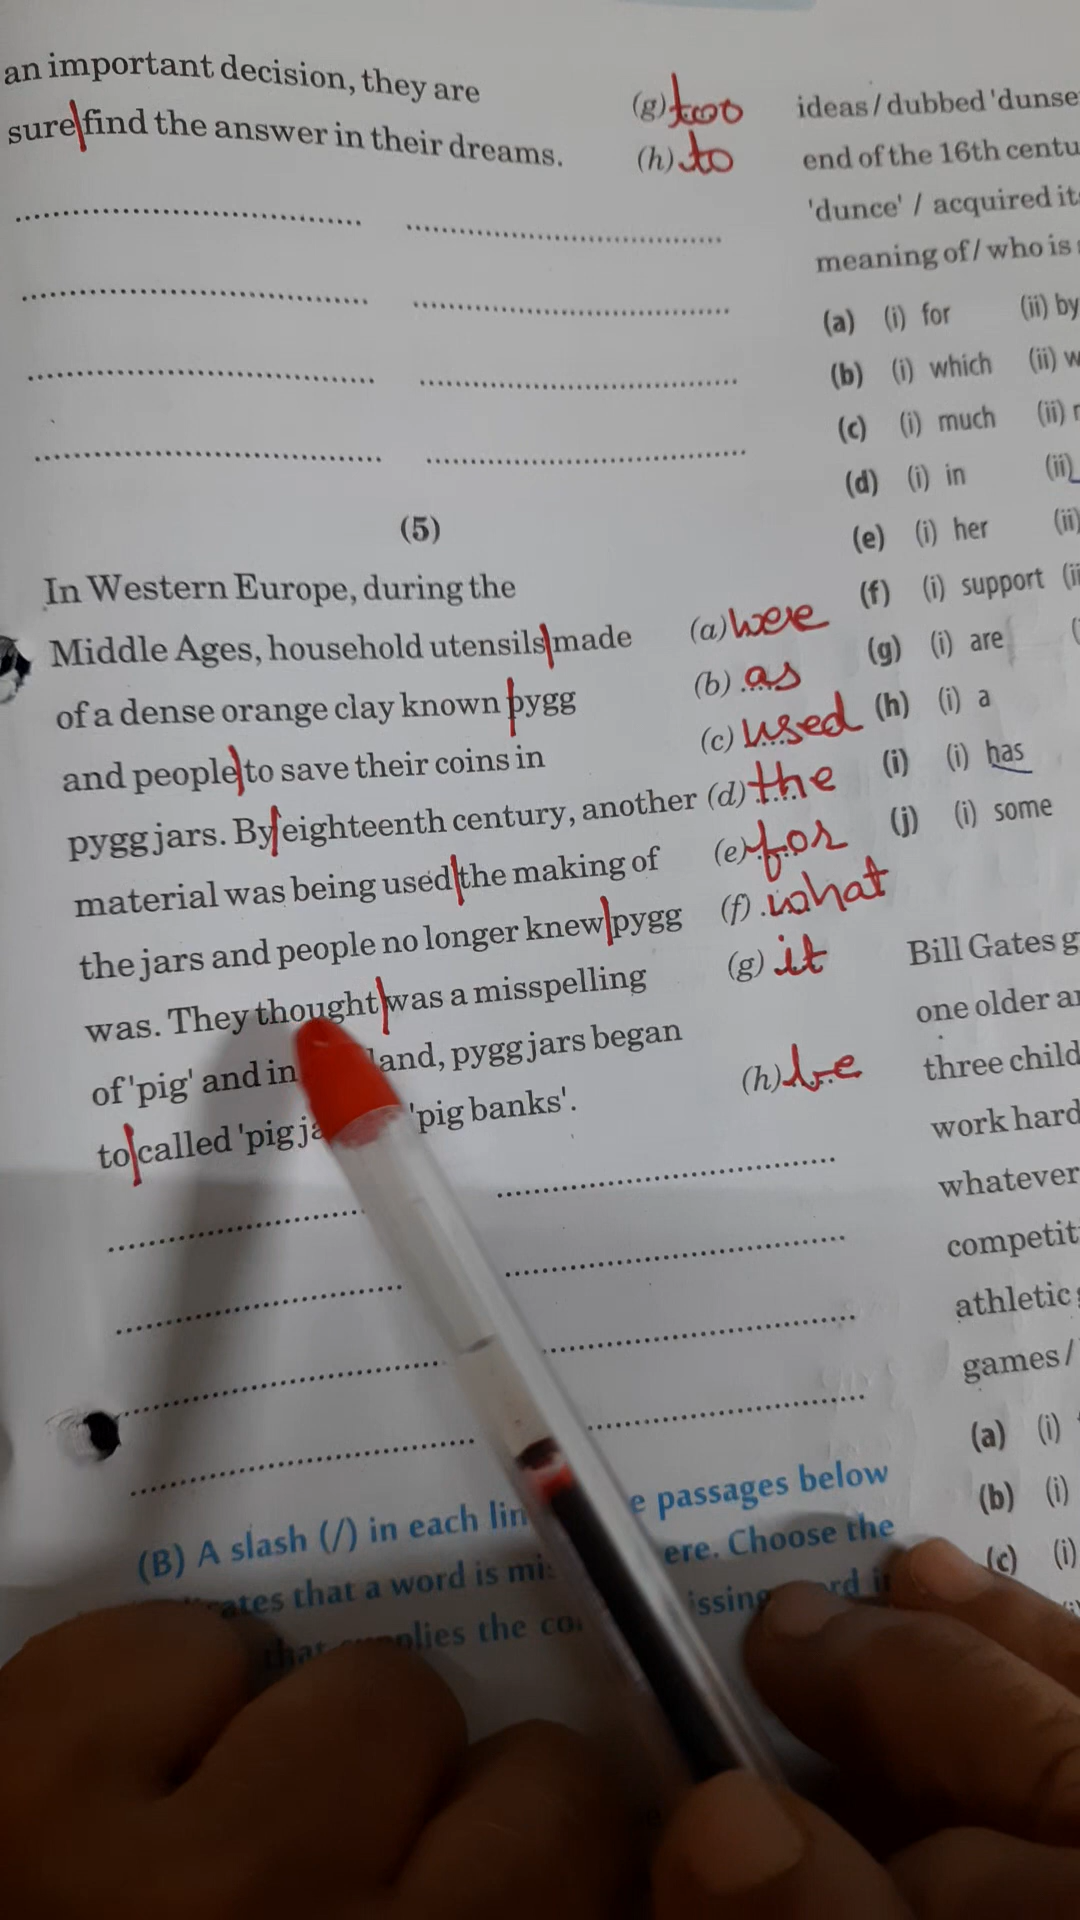 an important decision, they are
sure find the answer in their dreams.
(g) too
(h) to
(5)
In Western Europe, during the
Middle Ages, household utensils made (a) were
of a dense orange clay known pygg (b) as
and people to save their coins in (c) used
pygg jars. By eighteenth century, another (d) the
material was being used the making of (e) for
the jars and people no longer knew pygg (f) what
was. They thought was a misspelling (g) it
of 'pig' and in land, pygg jars began
to called 'pig 'pig banks'. (h) be
(B) A slash (/) in each passages below
that a word is ere. Choose the
the
ideas / dubbed 'dunse
end of the 16th centu
'dunce' / acquired it
meaning of / who is
(a) (i) for (ii) by
(b) (i) which (ii) w
(c) (i) much (ii)
(d) (i) in (ii)
(e) (i) her (ii)
(f) (i) support (ii
(g) (i) are
(h) (i) a
(i) (i) has
(j) (i) some
Bill Gates g
one older a
three child
work hard
whatever
competit
athletic
games /
(a) (i)
(b) (i)
(c) (i)